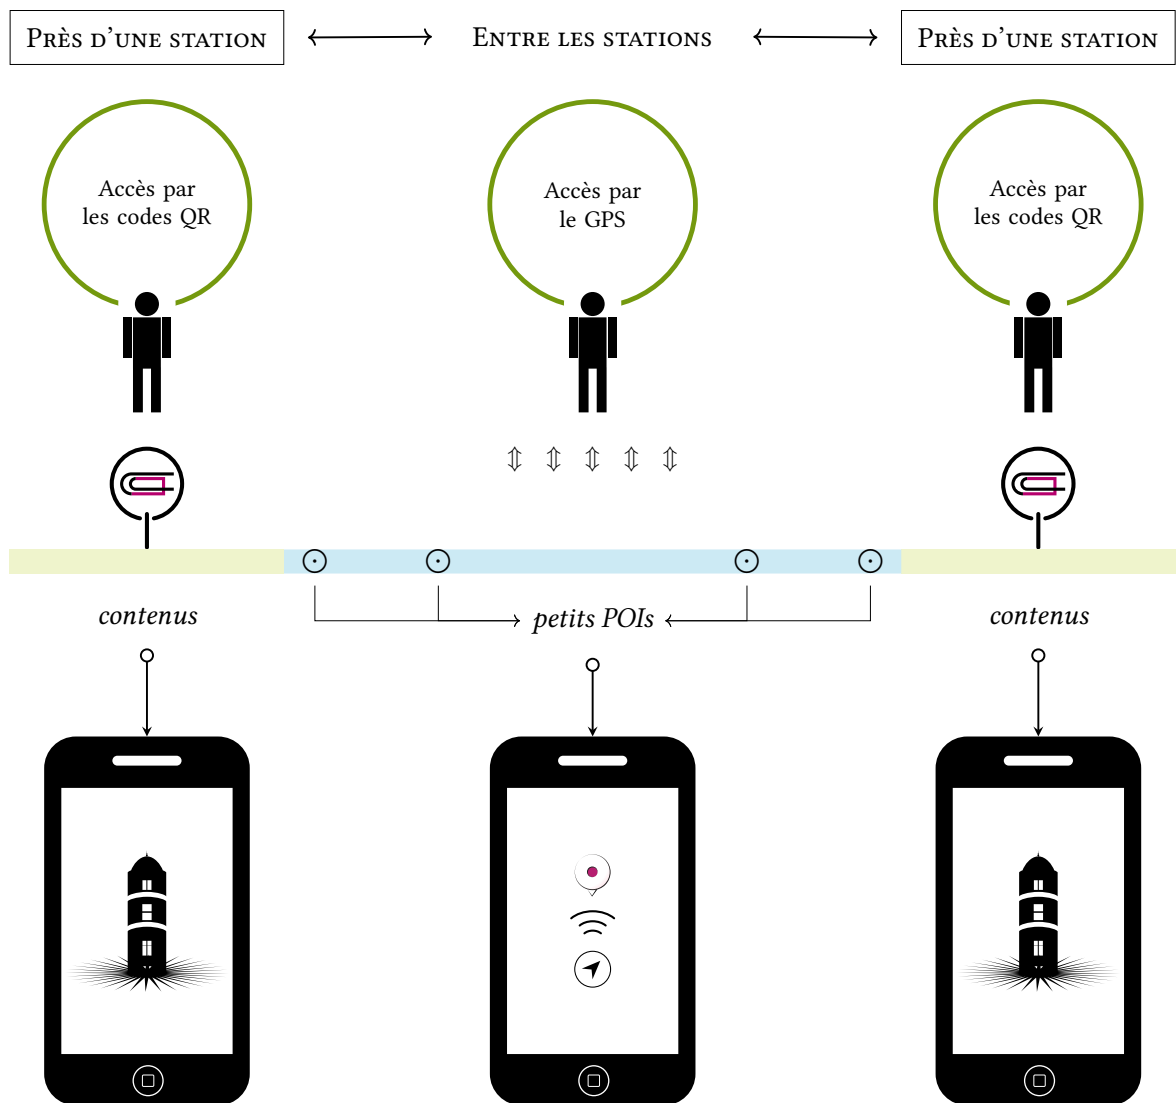 Près d’une station
Entre les stations
Près d’une station
Accès par
les codes QR
Accès par
le GPS
Accès par
les codes QR
contenus
petits POIs
contenus